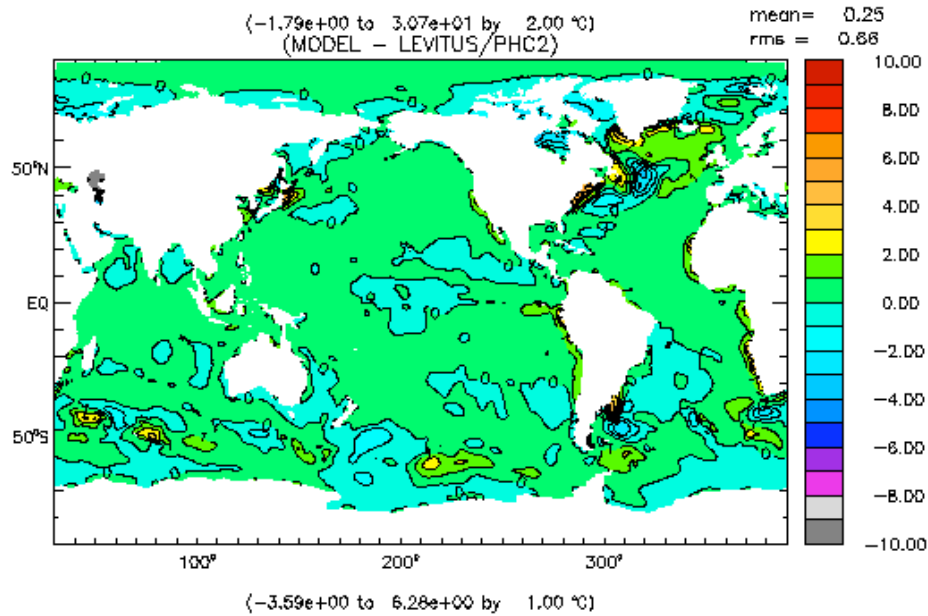 (-1.79e+00 to 3.07e+01 by 2.00 °C)
(MODEL - LEVITUS/PHC2)
mean= 0.25
rms = 0.66
10.00
8.00
6.00
4.00
2.00
0.00
-2.00
-4.00
-6.00
-8.00
-10.00
50°N
EQ
50°S
100°
200°
300°
(-3.59e+00 to 6.28e+00 by 1.00 °C)